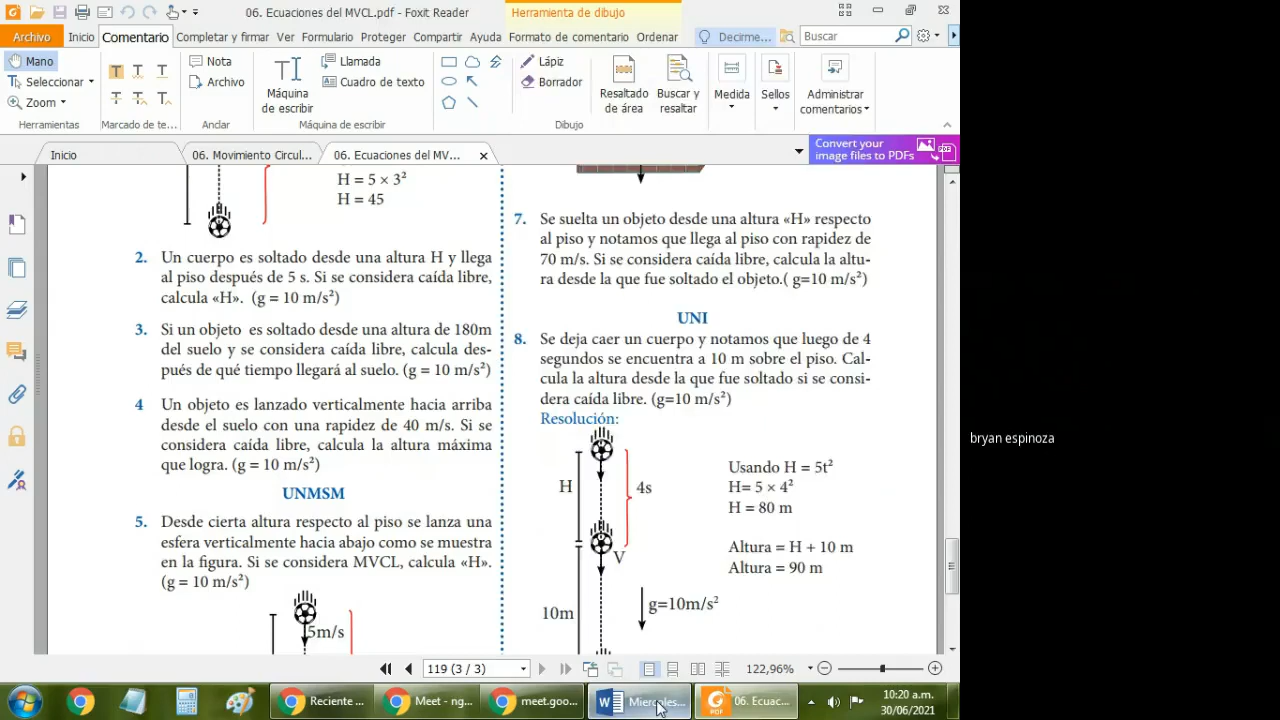 06. Ecuaciones del MVCL.pdf - Foxit Reader
Herramienta de dibujo
Archivo Inicio Comentario Completar y firmar Ver Formulario Proteger Compartir Ayuda Formato de comentario Ordenar Decirme... Buscar
Mano
Seleccionar
Zoom
Herramientas
T T T
T T T
Marcado de te...
Nota
Archivo
Anclar
Máquina
de escribir
Llamada
Cuadro de texto
Máquina de escribir
Lápiz
Borrador
Dibujo
Resaltado
de área
Buscar y
resaltar
Medida
Sellos
Administrar
comentarios
Inicio
06. Movimiento Circul...
06. Ecuaciones del MV...
Convert your
image files to PDFs
H = 5 × 3²
H = 45
2. Un cuerpo es soltado desde una altura H y llega
al piso después de 5 s. Si se considera caída libre,
calcula «H». (g = 10 m/s²)
3. Si un objeto es soltado desde una altura de 180m
del suelo y se considera caída libre, calcula des-
pués de qué tiempo llegará al suelo. (g = 10 m/s²)
4 Un objeto es lanzado verticalmente hacia arriba
desde el suelo con una rapidez de 40 m/s. Si se
considera caída libre, calcula la altura máxima
que logra. (g = 10 m/s²)
UNMSM
5. Desde cierta altura respecto al piso se lanza una
esfera verticalmente hacia abajo como se muestra
en la figura. Si se considera MVCL, calcula «H».
(g = 10 m/s²)
5m/s
7. Se suelta un objeto desde una altura «H» respecto
al piso y notamos que llega al piso con rapidez de
70 m/s. Si se considera caída libre, calcula la altu-
ra desde la que fue soltado el objeto.( g=10 m/s²)
UNI
8. Se deja caer un cuerpo y notamos que luego de 4
segundos se encuentra a 10 m sobre el piso. Cal-
cula la altura desde la que fue soltado si se consi-
dera caída libre. (g=10 m/s²)
Resolución:
H
4s
V
10m
g=10m/s²
Usando H = 5t²
H= 5 × 4²
H = 80 m
Altura = H + 10 m
Altura = 90 m
bryan espinoza
119 (3 / 3)
122,96%
Reciente ...
Meet - ng...
meet.goo...
Miercoles...
06. Ecuac...
10:20 a.m.
30/06/2021